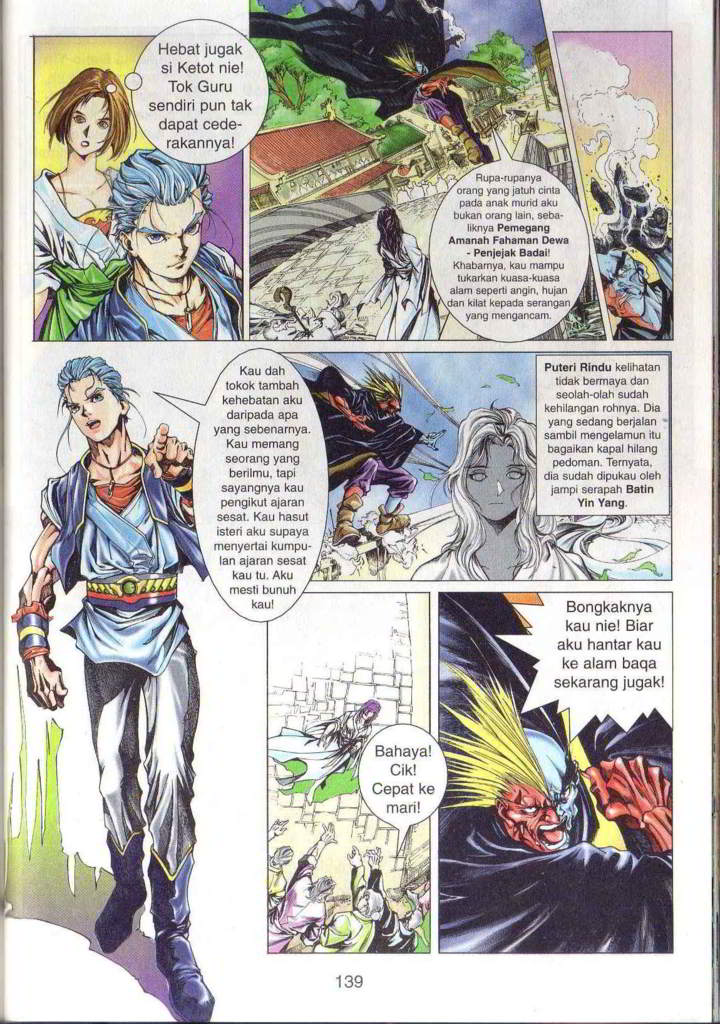 Hebat jugak
si Ketot nie!
Tok Guru
sendiri pun tak
dapat cede-
rakannya!
Rupa-rupanya
orang yang jatuh cinta
pada anak murid aku
bukan orang lain, seba-
liknya Pemegang
Amanah Fahaman Dewa
- Penjejak Badai!
Khabarnya, kau mampu
tukarkan kuasa-kuasa
alam seperti angin, hujan
dan kilat kepada serangan
yang mengancam.
Kau dah
tokok tambah
kehebatan aku
daripada apa
yang sebenarnya.
Kau memang
seorang yang
berilmu, tapi
sayangnya kau
pengikut ajaran
sesat. Kau hasut
isteri aku supaya
menyertai kumpu-
lan ajaran sesat
kau tu. Aku
mesti bunuh
kau!
Puteri Rindu kelihatan
tidak bermaya dan
seolah-olah sudah
kehilangan rohnya. Dia
yang sedang berjalan
sambil mengelamun itu
bagaikan kapal hilang
pedoman. Ternyata,
dia sudah dipukau oleh
jampi serapah Batin
Yin Yang.
Bahaya!
Cik!
Cepat ke
mari!
Bongkaknya
kau nie! Biar
aku hantar kau
ke alam baqa
sekarang jugak!
139